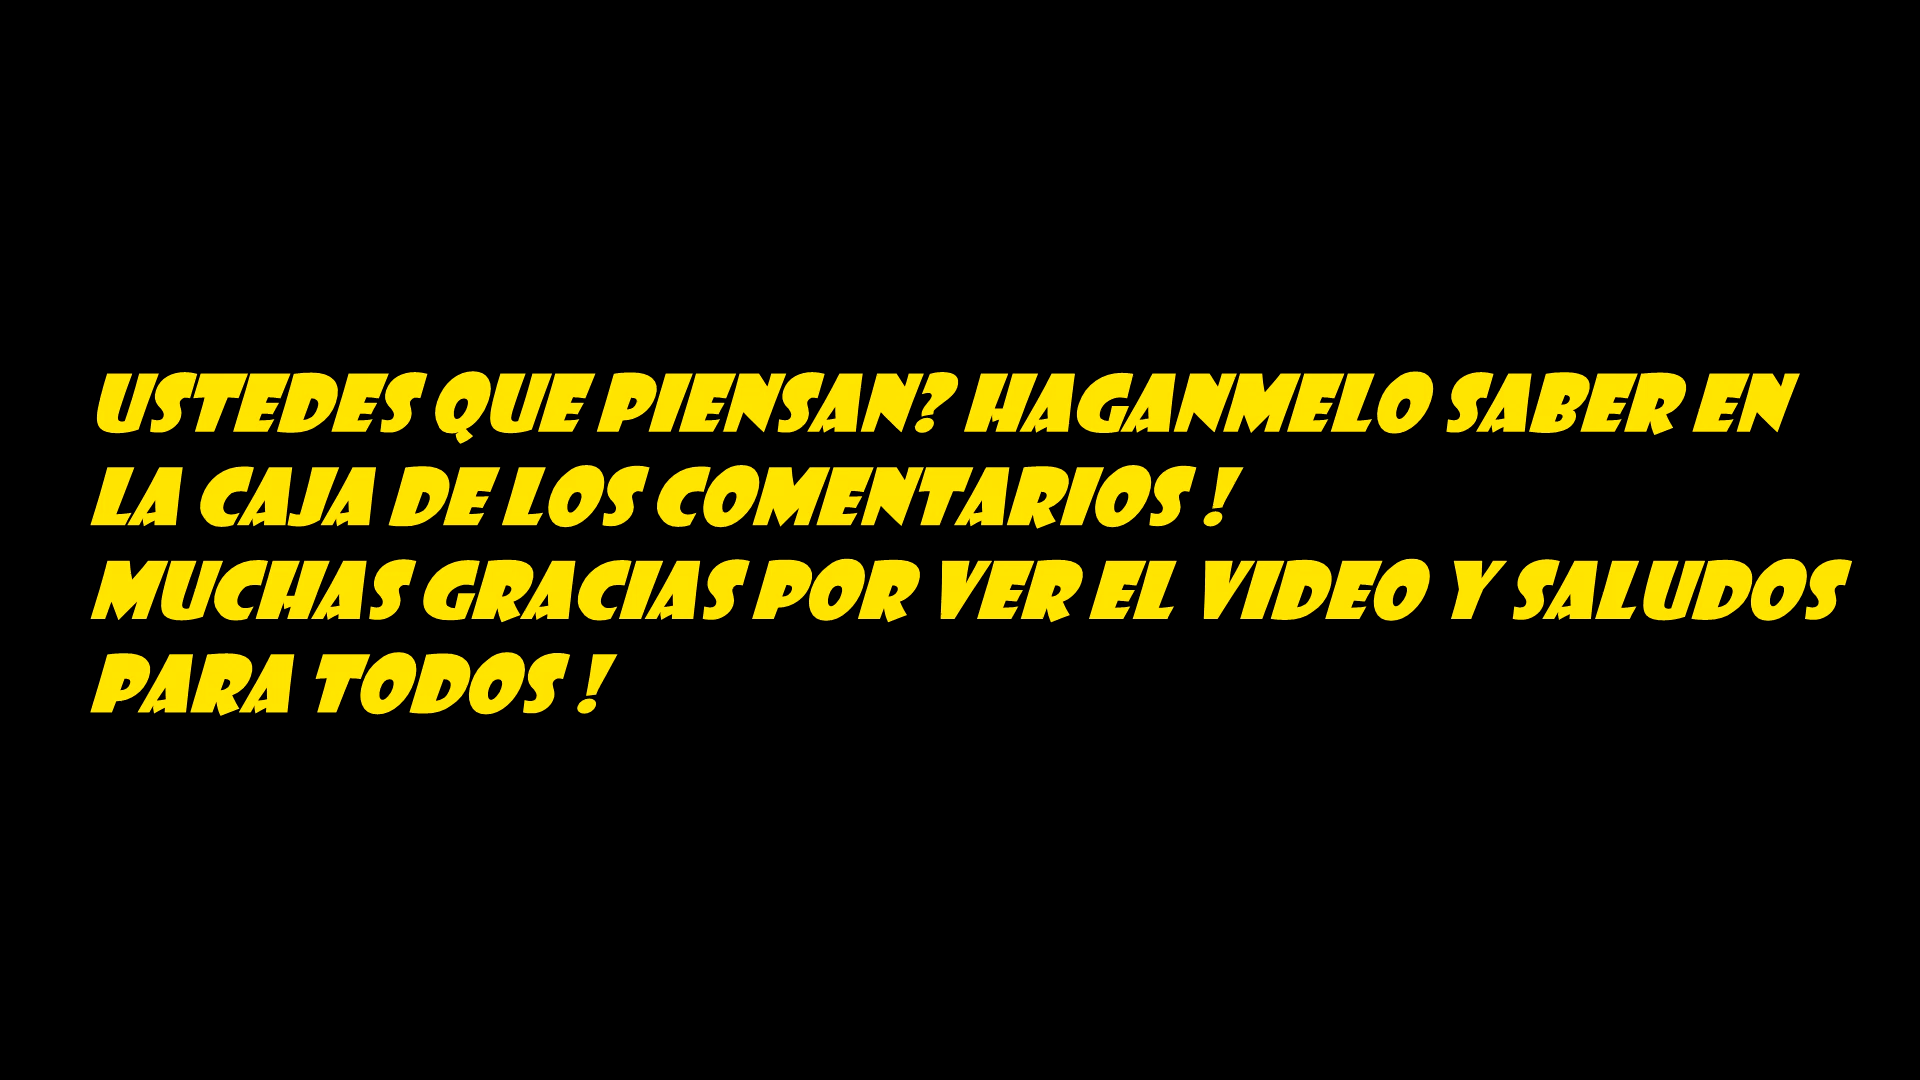 USTEDES QUE PIENSAN? HAGANMELO SABER EN
LA CAJA DE LOS COMENTARIOS !
MUCHAS GRACIAS POR VER EL VIDEO Y SALUDOS
PARA TODOS !